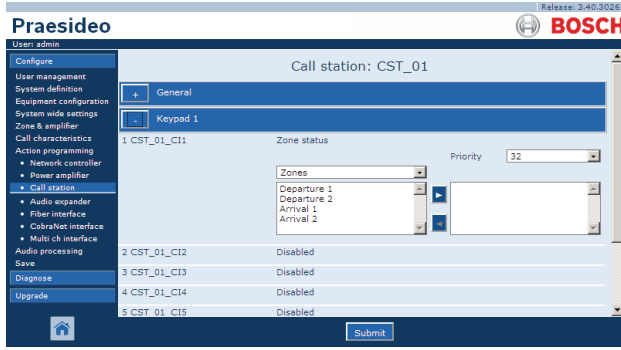 Release: 3.40.3026
Praesideo
BOSCH
User: admin
Configure
User management
System definition
Equipment configuration
System wide settings
Zone & amplifier
Call characteristics
Action programming
• Network controller
• Power amplifier
• Call station
• Audio expander
• Fiber interface
• CobraNet interface
• Multi ch interface
Audio processing
Save
Diagnose
Upgrade
Call station: CST_01
+ General
- Keypad 1
1 CST_01_CI1 Zone status
Priority 32
Zones
Departure 1
Departure 2
Arrival 1
Arrival 2
2 CST_01_CI2 Disabled
3 CST_01_CI3 Disabled
4 CST_01_CI4 Disabled
5 CST_01_CI5 Disabled
Submit